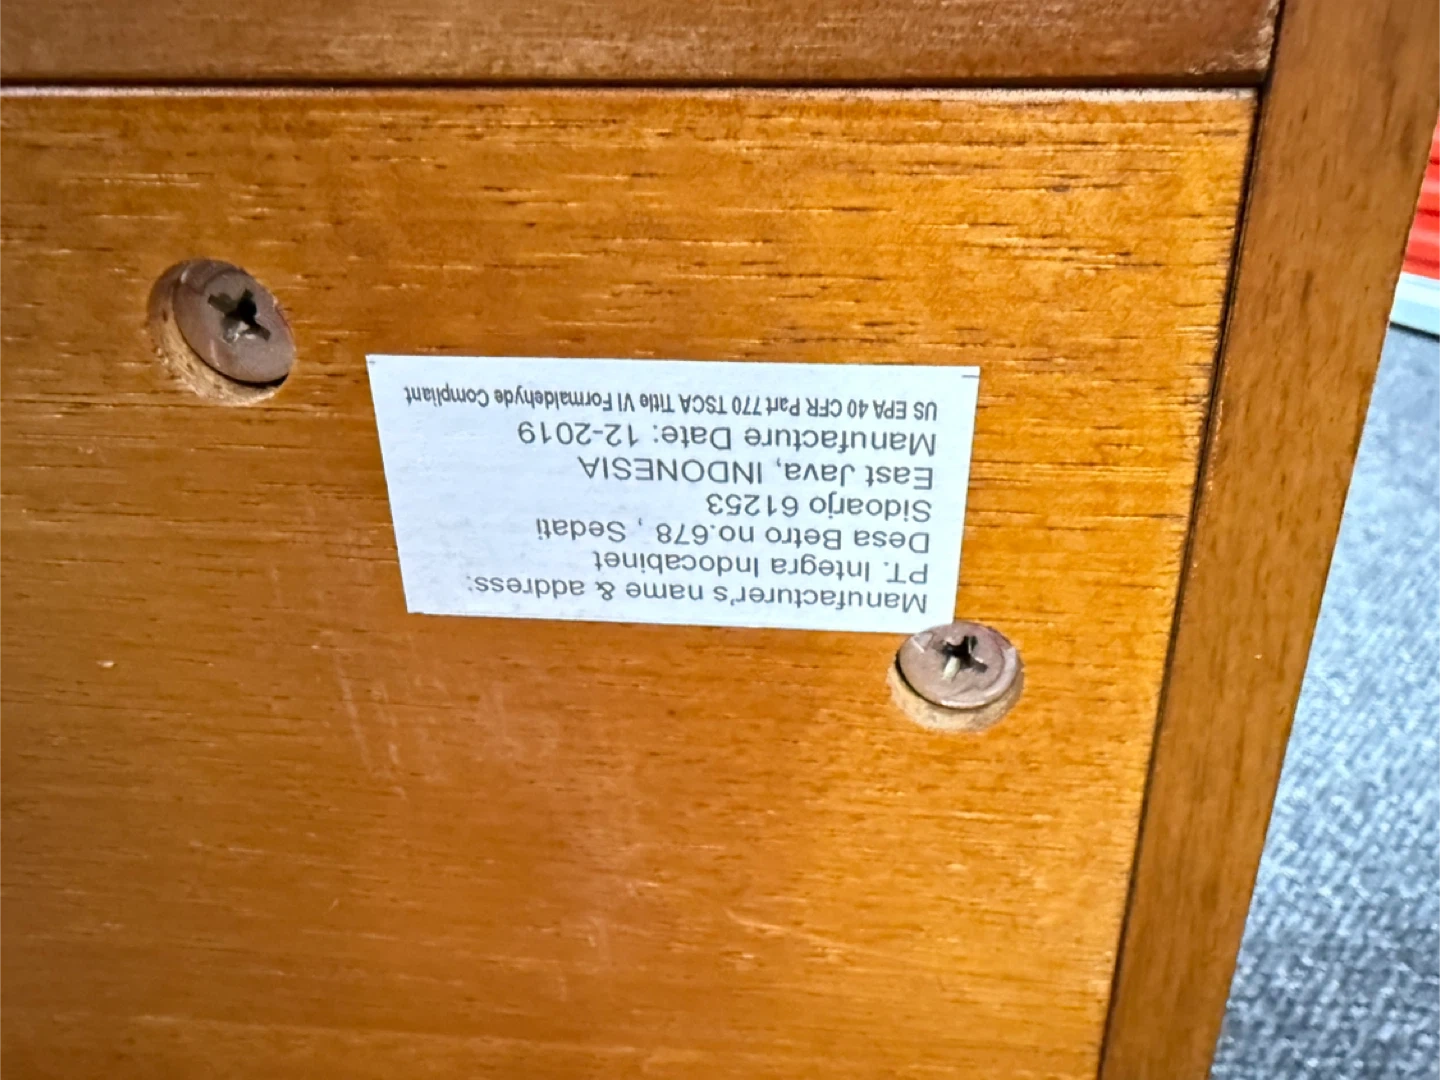 Manufacturer's name & address:
PT. Integra Indocabinet
Desa Betro no.678 , Sedati
Sidoarjo 61253
East Java, INDONESIA
Manufacture Date: 12-2019
US EPA 40 CFR Part 770 TSCA Title VI Formaldehyde Compliant